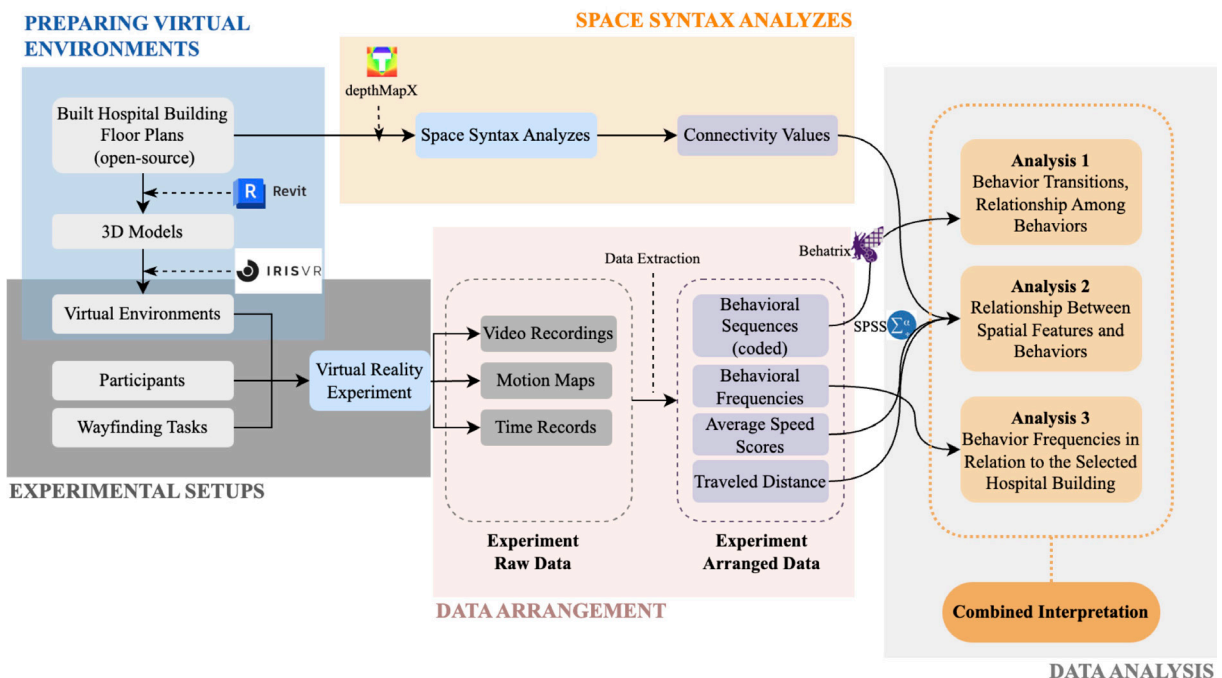 PREPARING VIRTUAL
ENVIRONMENTS
SPACE SYNTAX ANALYZES
Built Hospital Building
Floor Plans
(open-source)
R
Revit
3D Models
IRISVR
Virtual Environments
T
depthMapX
Space Syntax Analyzes
Connectivity Values
Participants
Wayfinding Tasks
Virtual Reality
Experiment
EXPERIMENTAL SETUPS
Video Recordings
Motion Maps
Time Records
Experiment
Raw Data
Data Extraction
Behavioral
Sequences
(coded)
Behavioral
Frequencies
Average Speed
Scores
Traveled Distance
Experiment
Arranged Data
DATA ARRANGEMENT
Behatrix
SPSS
Σα
Analysis 1
Behavior Transitions,
Relationship Among
Behaviors
Analysis 2
Relationship Between
Spatial Features and
Behaviors
Analysis 3
Behavior Frequencies in
Relation to the Selected
Hospital Building
Combined Interpretation
DATA ANALYSIS